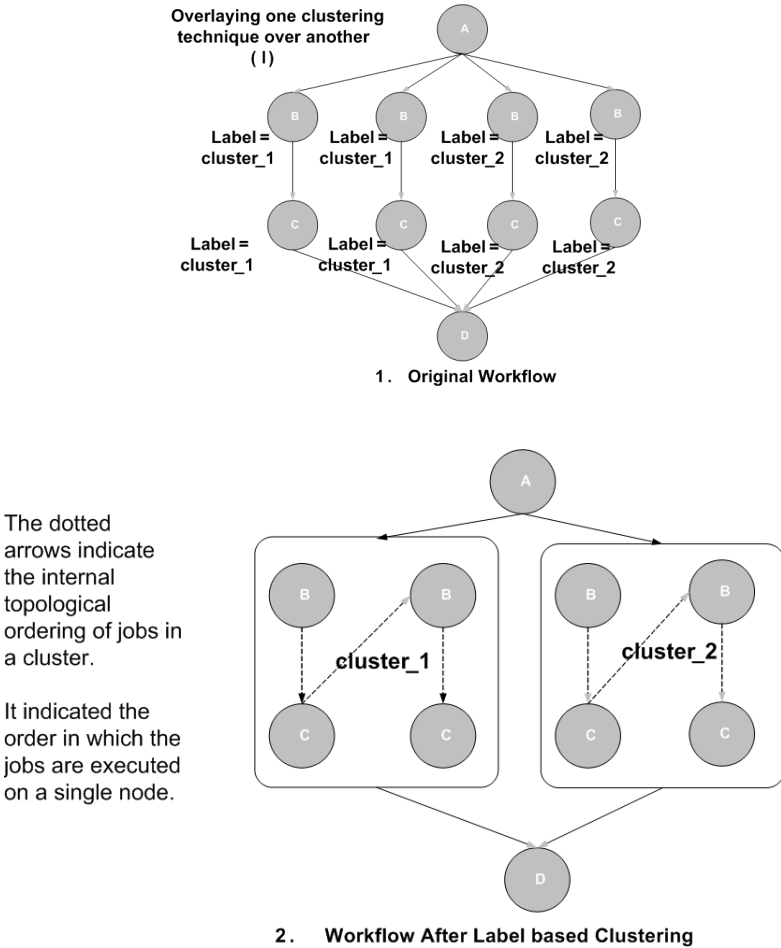 Overlaying one clustering
technique over another
( I )
A
B B B B
Label = Label = Label = Label =
cluster_1 cluster_1 cluster_2 cluster_2
C C C C
Label = Label = Label = Label =
cluster_1 cluster_1 cluster_2 cluster_2
D
1. Original Workflow
A
The dotted
arrows indicate
the internal
topological
ordering of jobs in
a cluster.
It indicated the
order in which the
jobs are executed
on a single node.
B B B B
cluster_1 cluster_2
C C C C
D
2. Workflow After Label based Clustering